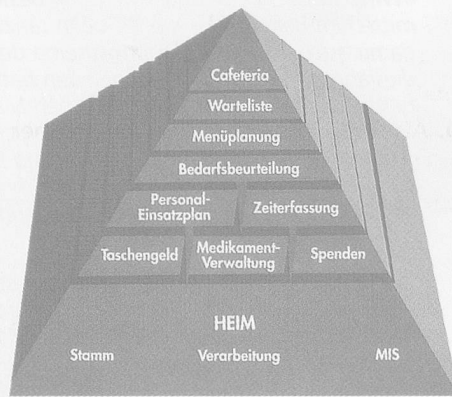 Cafeteria
Warteliste
Menüplanung
Bedarfsbeurteilung
Personal-
Einsatzplan
Zeiterfassung
Taschengeld
Medikament-
Verwaltung
Spenden
HEIM
Stamm Verarbeitung MIS